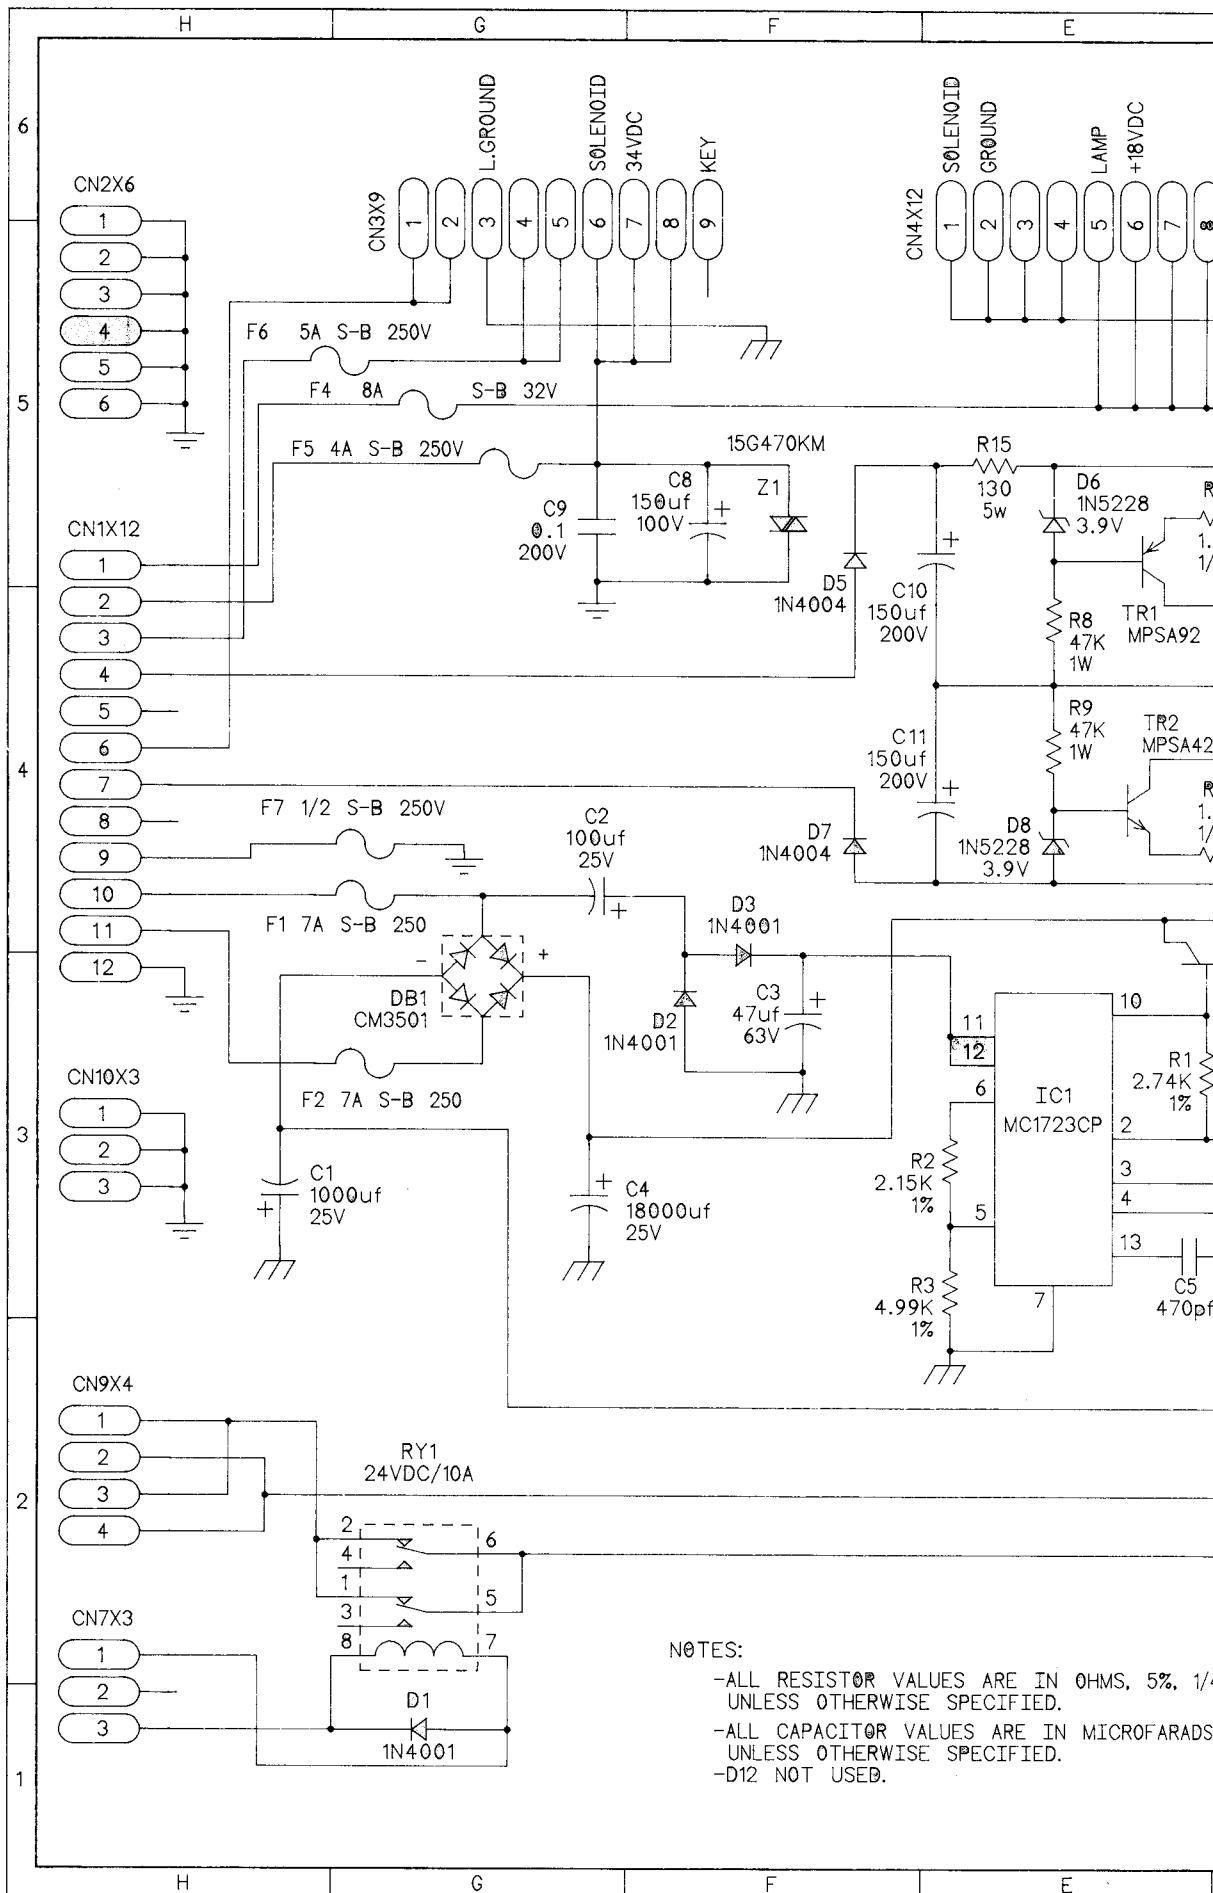 H G F E
6
5
4
3
2
1
CN2X6
1
2
3
4
5
6
CN3X9
L.GROUND
SOLENOID
34VDC
KEY
1 2 3 4 5 6 7 8 9
CN4X12
SOLENOID
GROUND
LAMP
+18VDC
1 2 3 4 5 6 7 8
F6 5A S-B 250V
F4 8A S-B 32V
F5 4A S-B 250V
15G470KM
Z1
C8
150uf
100V
+
C9
0.1
200V
R15
130
5w
D6
1N5228
3.9V
R
1.
1/
CN1X12
1
2
3
4
5
6
7
8
9
10
11
12
D5
1N4004
C10
150uf
200V
+
R8
47K
1W
TR1
MPSA92
R9
47K
1W
TR2
MPSA42
C11
150uf
200V
+
R
1.
1/
D8
1N5228
3.9V
D7
1N4004
F7 1/2 S-B 250V
C2
100uf
25V
+
F1 7A S-B 250
- +
DB1
CM3501
F2 7A S-B 250
D3
1N4001
D2
1N4001
C3
47uf
63V
+
11
12
6
5
10
2
3
4
13
7
IC1
MC1723CP
R1
2.74K
1%
R2
2.15K
1%
R3
4.99K
1%
C5
470pf
CN10X3
1
2
3
C1
1000uf
25V
+
C4
18000uf
25V
+
CN9X4
1
2
3
4
RY1
24VDC/10A
2
4
1
3
8
6
5
7
CN7X3
1
2
3
D1
1N4001
NOTES:
-ALL RESISTOR VALUES ARE IN OHMS, 5%, 1/4
UNLESS OTHERWISE SPECIFIED.
-ALL CAPACITOR VALUES ARE IN MICROFARADS
UNLESS OTHERWISE SPECIFIED.
-D12 NOT USED.
H G F E